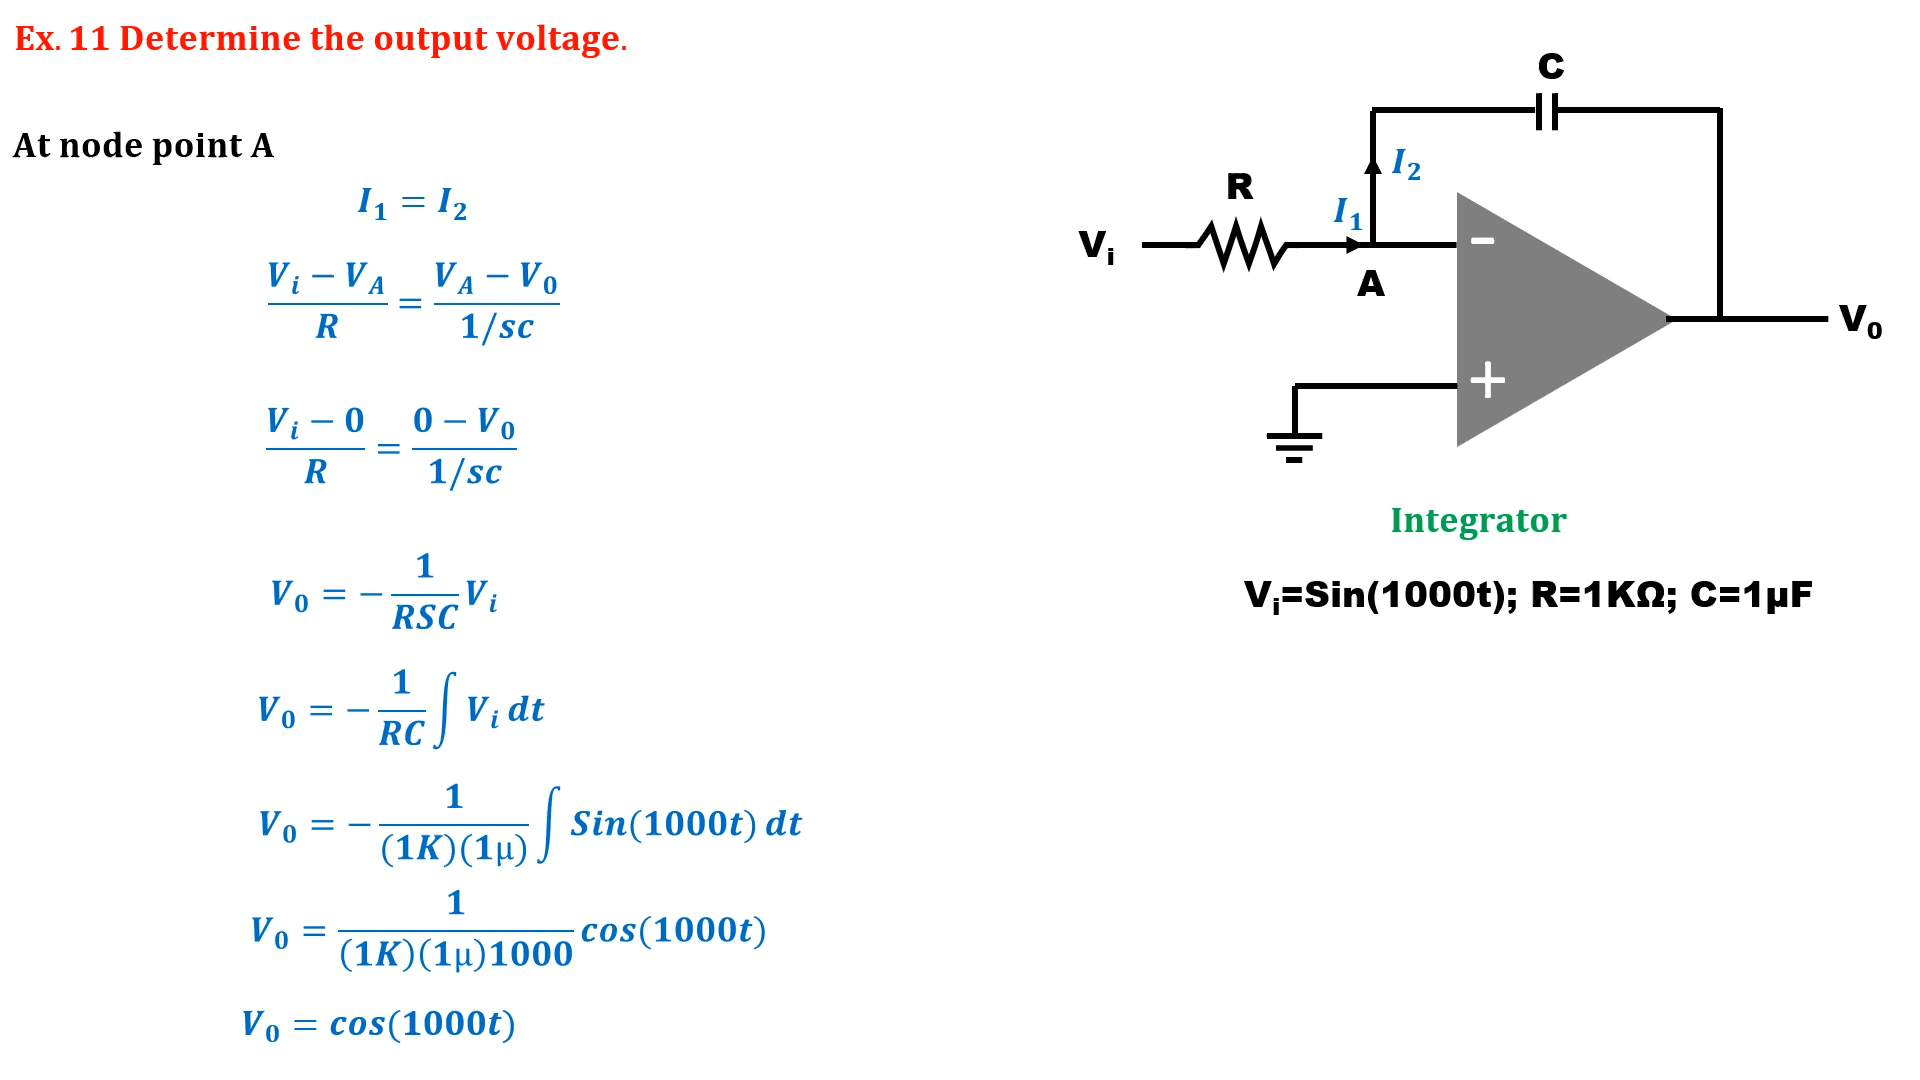 Ex. 11 Determine the output voltage.
At node point A
I₁ = I₂
(Vᵢ − V_A)/R = (V_A − V₀)/(1/sc)
(Vᵢ − 0)/R = (0 − V₀)/(1/sc)
V₀ = −(1/RSC)Vᵢ
V₀ = −(1/RC)∫Vᵢ dt
V₀ = −(1/((1K)(1µ)))∫Sin(1000t) dt
V₀ = (1/((1K)(1µ)1000))cos(1000t)
V₀ = cos(1000t)
C
I₂
R
I₁
Vᵢ
−
A
V₀
+
Integrator
Vᵢ=Sin(1000t); R=1KΩ; C=1µF